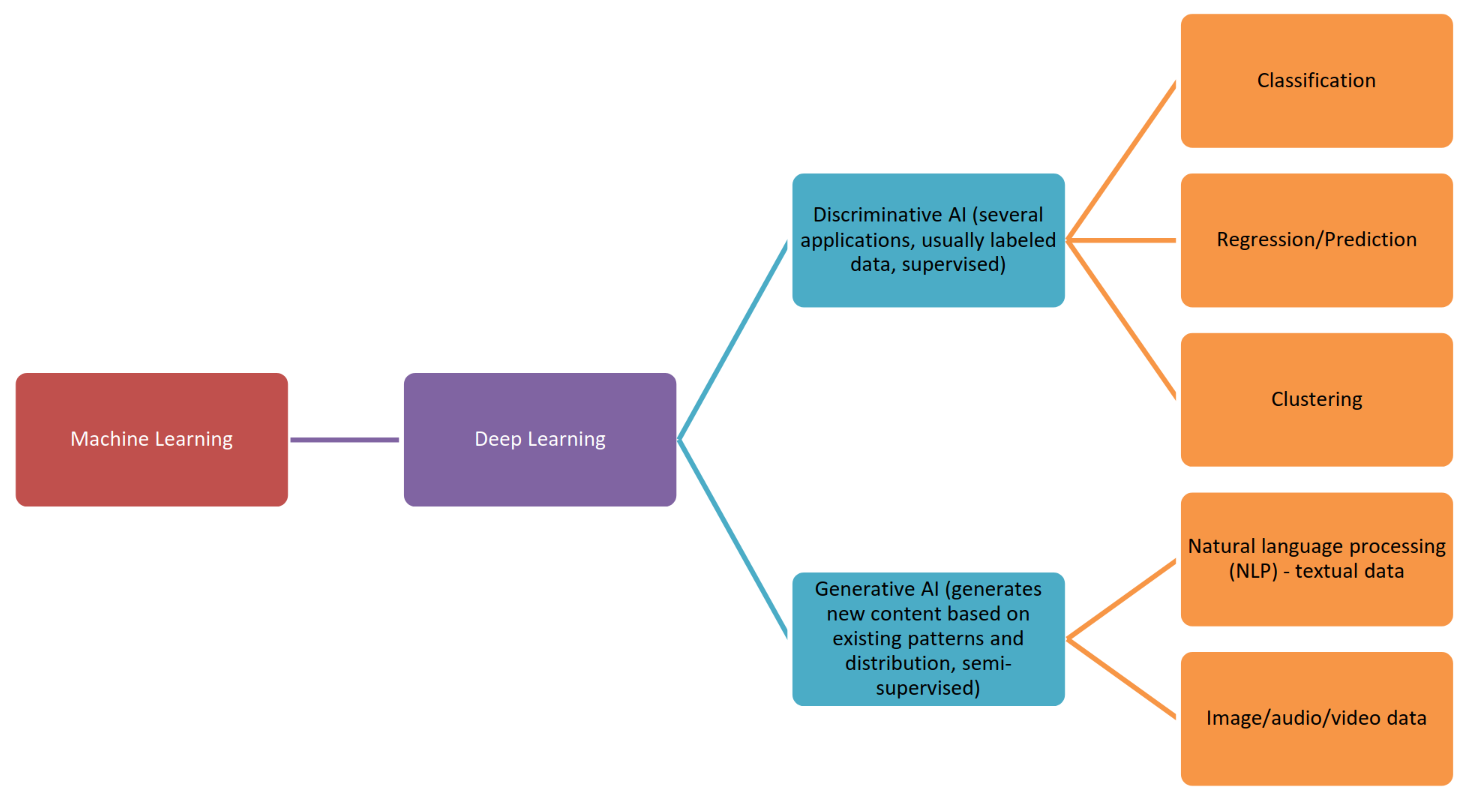 Machine Learning
Deep Learning
Discriminative AI (several
applications, usually labeled
data, supervised)
Generative AI (generates
new content based on
existing patterns and
distribution, semi-
supervised)
Classification
Regression/Prediction
Clustering
Natural language processing
(NLP) - textual data
Image/audio/video data